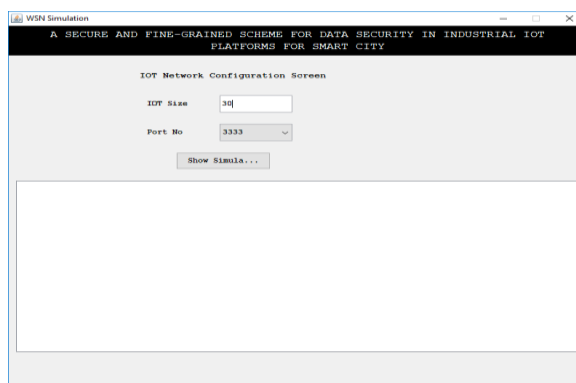 WSN Simulation
A SECURE AND FINE-GRAINED SCHEME FOR DATA SECURITY IN INDUSTRIAL IOT
PLATFORMS FOR SMART CITY
IOT Network Configuration Screen
IOT Size 30
Port No 3333
Show Simula...